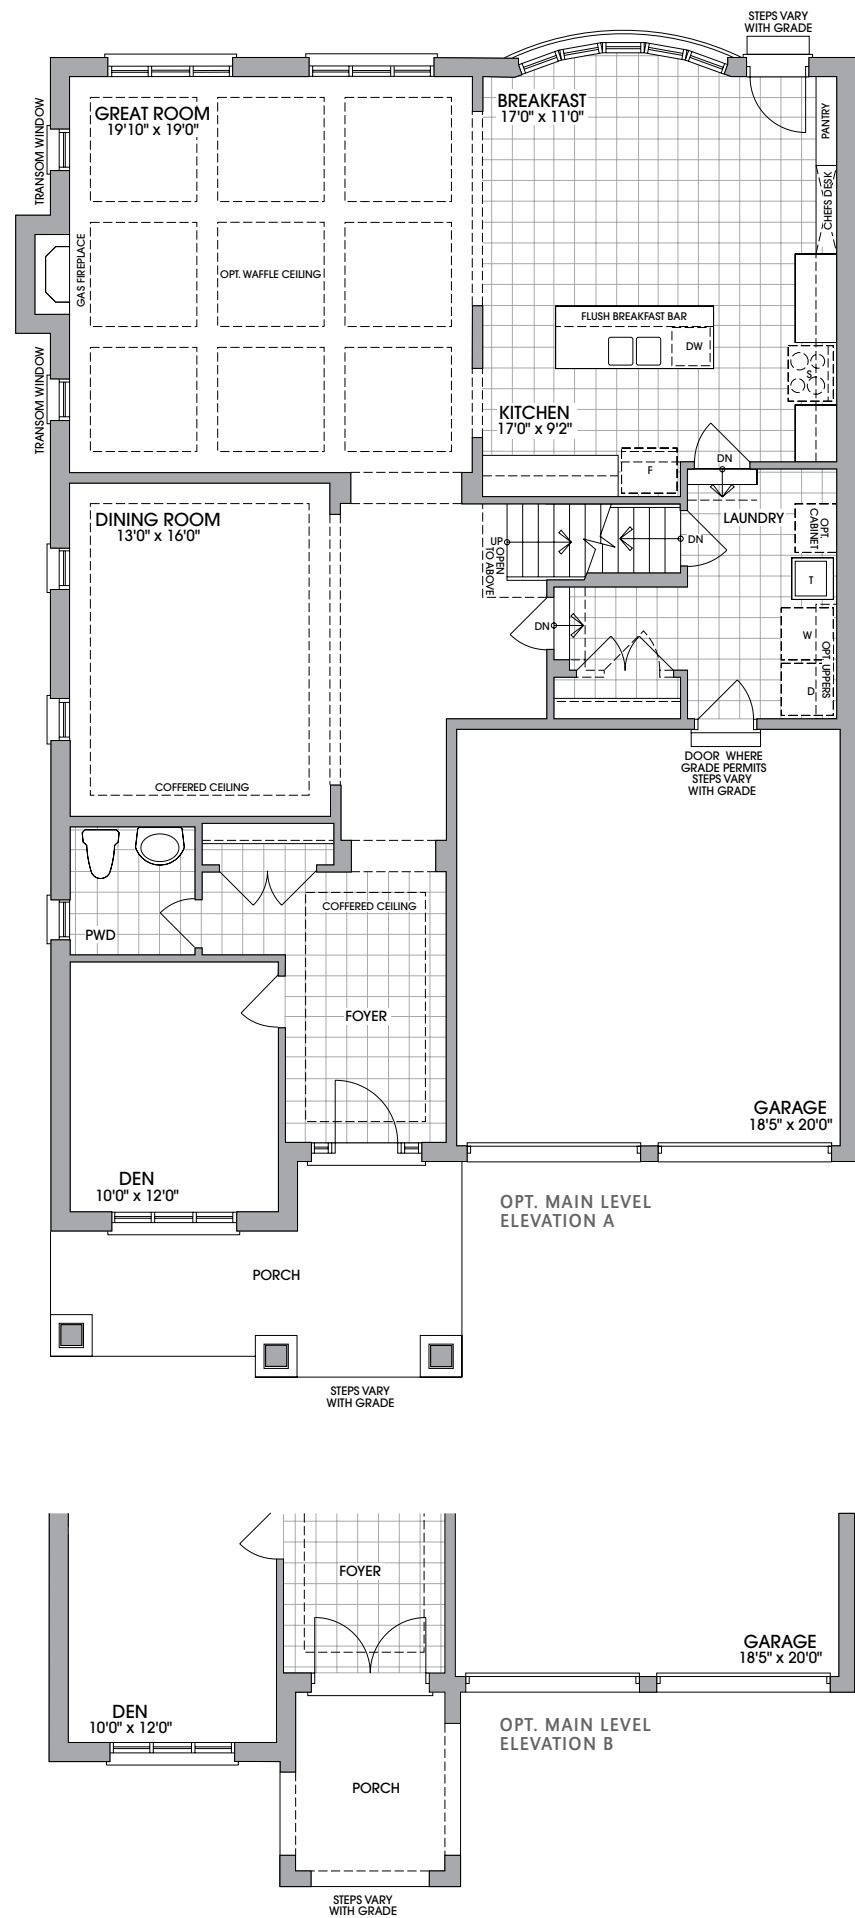 STEPS VARY
WITH GRADE
GREAT ROOM
19'10" x 19'0"
BREAKFAST
17'0" x 11'0"
TRANSOM WINDOW
PANTRY
CHEFS DESK
GAS FIREPLACE
OPT. WAFFLE CEILING
FLUSH BREAKFAST BAR
DW
S
TRANSOM WINDOW
KITCHEN
17'0" x 9'2"
F
DN
DINING ROOM
13'0" x 16'0"
LAUNDRY
OPT.
CABINET
UP
OPEN
TO ABOVE
DN
T
DN
W
OPT. UPPERS
D
DOOR WHERE
GRADE PERMITS
STEPS VARY
WITH GRADE
COFFERED CEILING
COFFERED CEILING
PWD
FOYER
GARAGE
18'5" x 20'0"
DEN
10'0" x 12'0"
OPT. MAIN LEVEL
ELEVATION A
PORCH
STEPS VARY
WITH GRADE
FOYER
GARAGE
18'5" x 20'0"
DEN
10'0" x 12'0"
OPT. MAIN LEVEL
ELEVATION B
PORCH
STEPS VARY
WITH GRADE